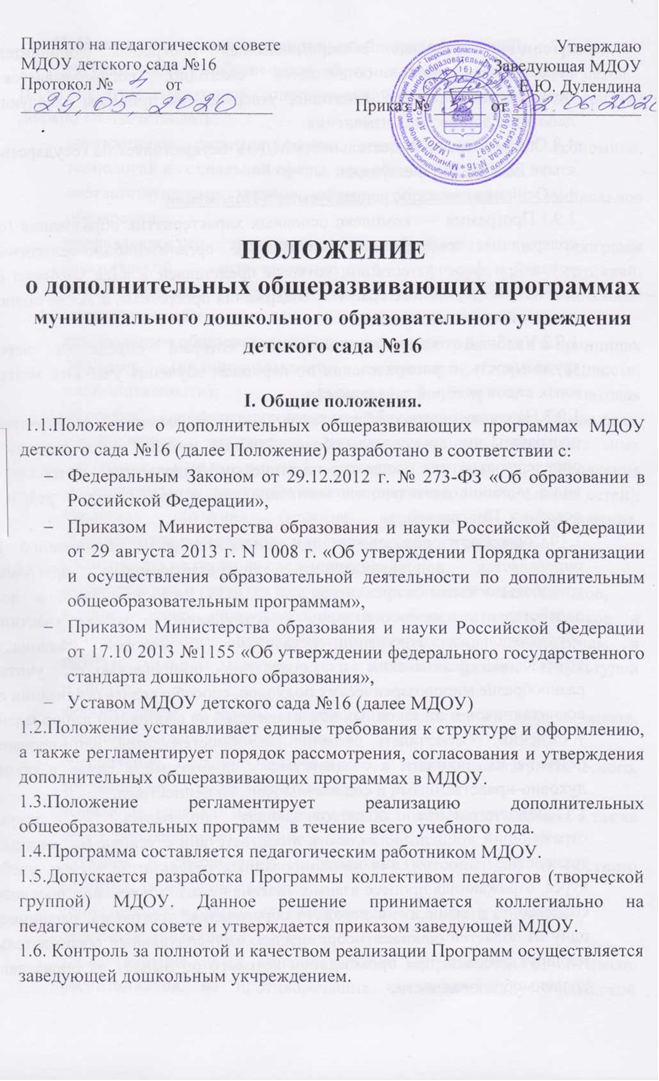 Принято на педагогическом совете
МДОУ детского сада №16
Протокол № 4 от
29.05.2020
Утверждаю
Заведующая МДОУ
Е.Ю. Дулендина
Приказ № от .06.2020
ПОЛОЖЕНИЕ
о дополнительных общеразвивающих программах
муниципального дошкольного образовательного учреждения
детского сада №16
I. Общие положения.
1.1.Положение о дополнительных общеразвивающих программах МДОУ
детского сада №16 (далее Положение) разработано в соответствии с:
– Федеральным Законом от 29.12.2012 г. № 273-ФЗ «Об образовании в
Российской Федерации»,
– Приказом Министерства образования и науки Российской Федерации
от 29 августа 2013 г. N 1008 г. «Об утверждении Порядка организации
и осуществления образовательной деятельности по дополнительным
общеобразовательным программам»,
– Приказом Министерства образования и науки Российской Федерации
от 17.10 2013 №1155 «Об утверждении федерального государственного
стандарта дошкольного образования»,
– Уставом МДОУ детского сада №16 (далее МДОУ)
1.2.Положение устанавливает единые требования к структуре и оформлению,
а также регламентирует порядок рассмотрения, согласования и утверждения
дополнительных общеразвивающих программах в МДОУ.
1.3.Положение регламентирует реализацию дополнительных
общеобразовательных программ в течение всего учебного года.
1.4.Программа составляется педагогическим работником МДОУ.
1.5.Допускается разработка Программы коллективом педагогов (творческой
группой) МДОУ. Данное решение принимается коллегиально на
педагогическом совете и утверждается приказом заведующей МДОУ.
1.6. Контроль за полнотой и качеством реализации Программ осуществляется
заведующей дошкольным укчреждением.